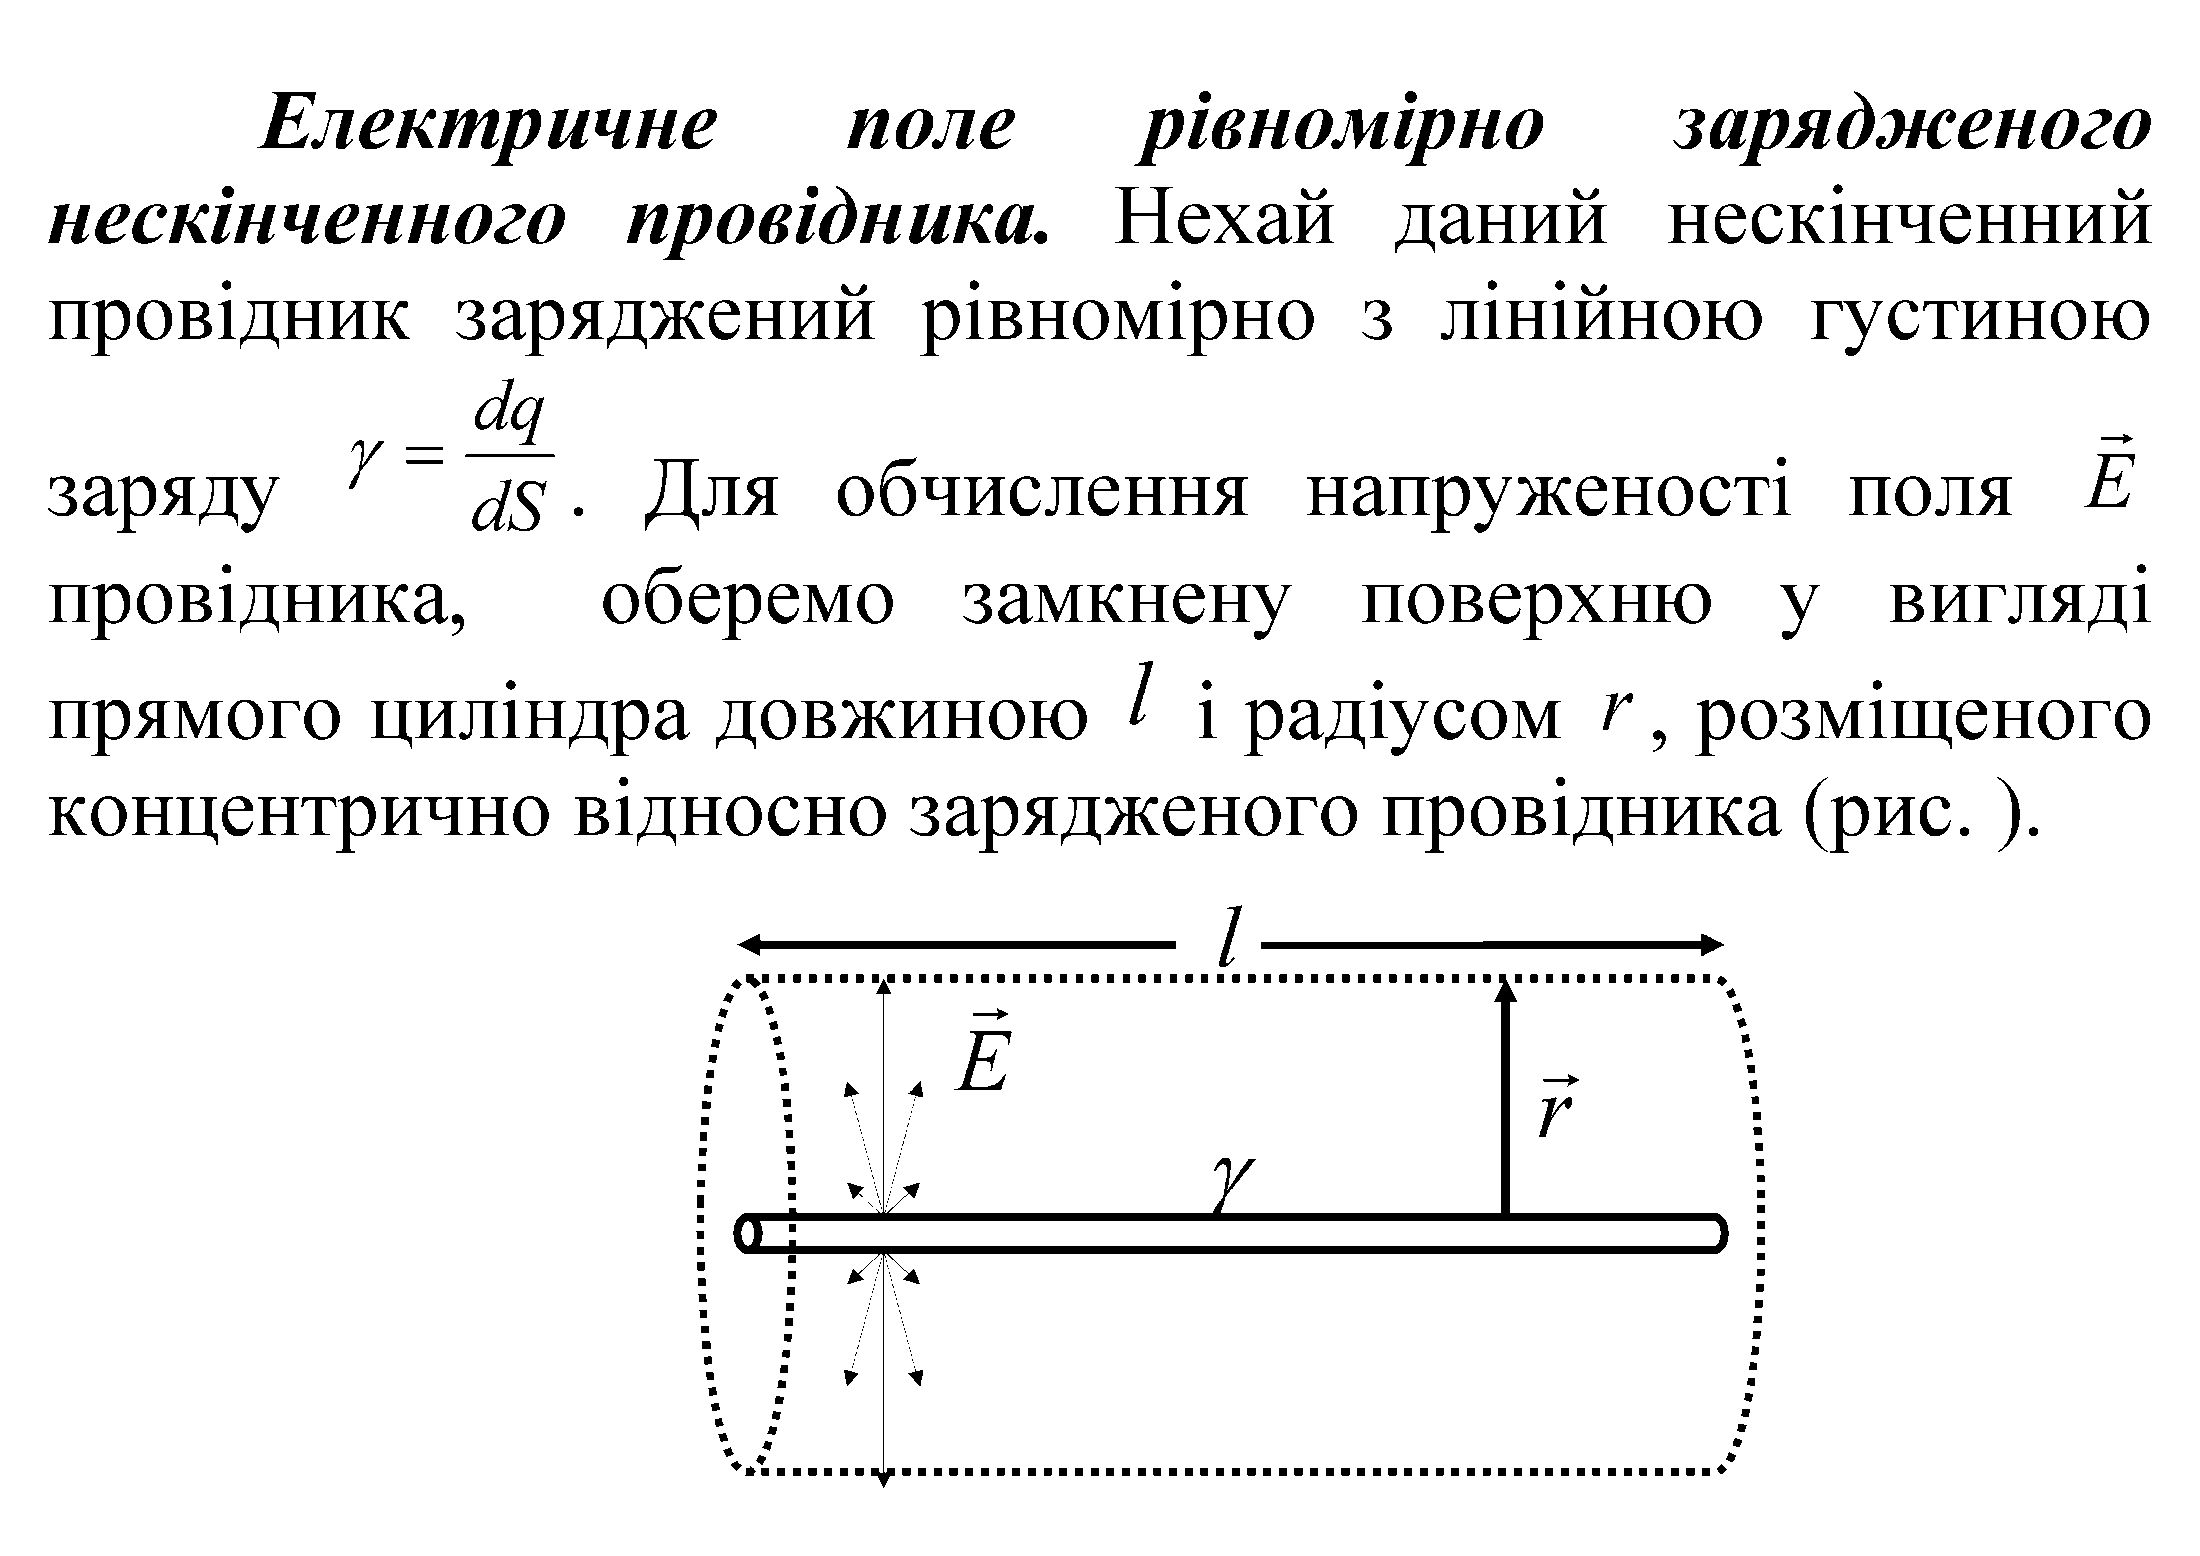 Електричне поле рівномірно зарядженого
нескінченного провідника. Нехай даний нескінченний
провідник заряджений рівномірно з лінійною густиною
заряду γ = dq/dS . Для обчислення напруженості поля E⃗
провідника, оберемо замкнену поверхню у вигляді
прямого циліндра довжиною l і радіусом r , розміщеного
концентрично відносно зарядженого провідника (рис. ).
l
E⃗
r⃗
γ